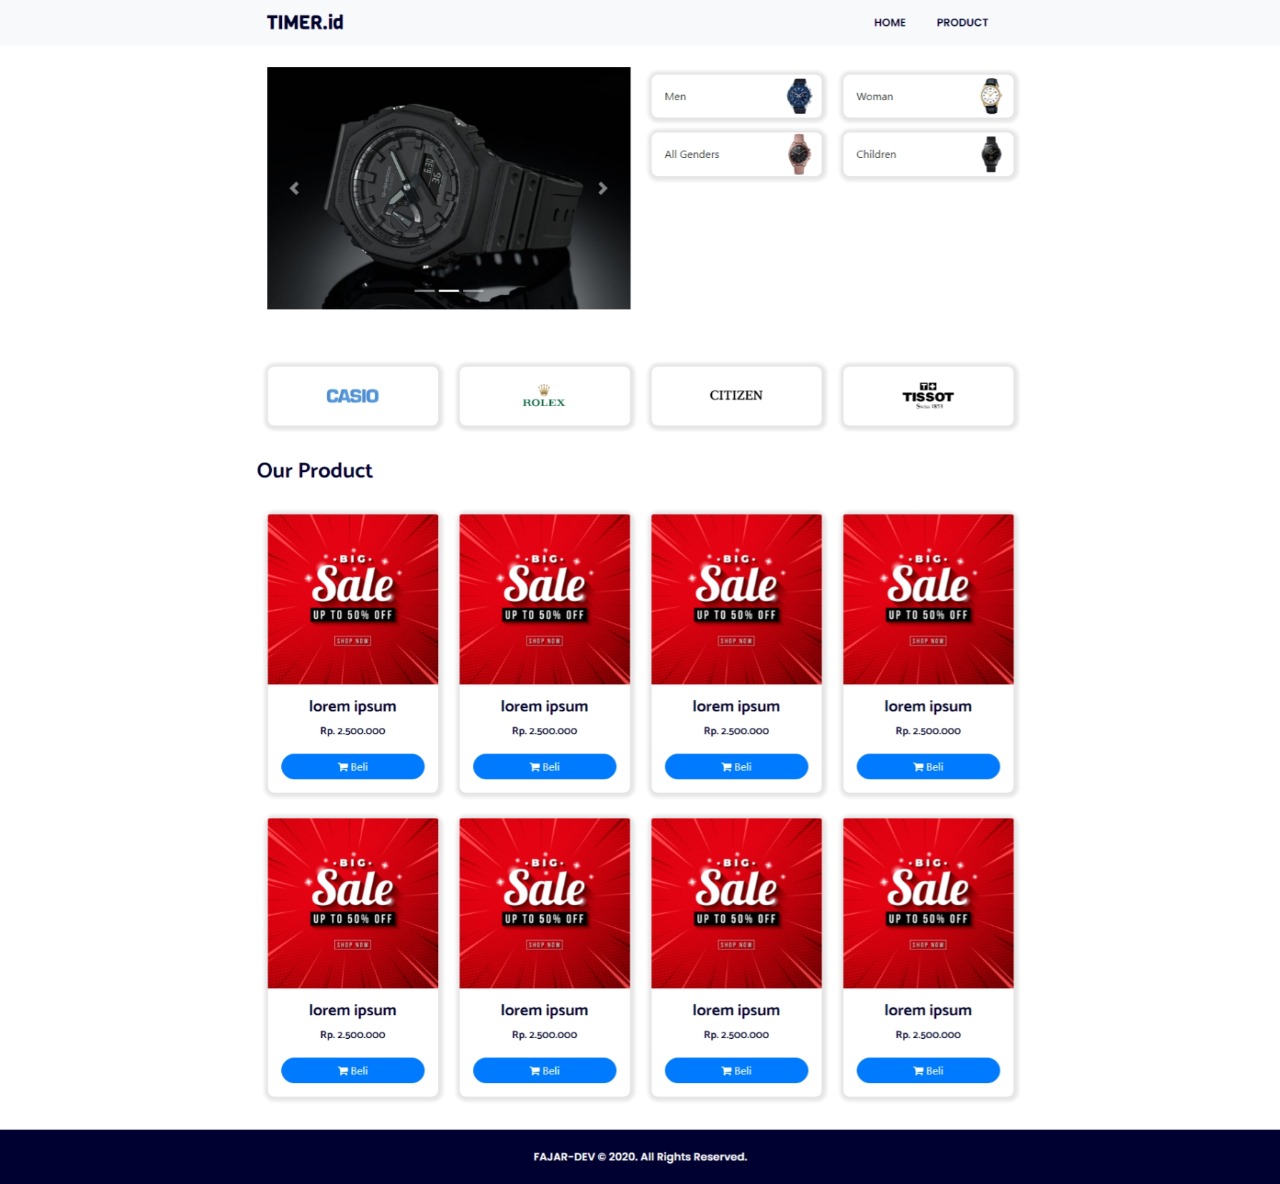 TIMER.id
HOME PRODUCT
Men
Woman
All Genders
Children
CASIO
ROLEX
CITIZEN
TISSOT
Swiss 1853
Our Product
BIG
Sale
UP TO 50% OFF
SHOP NOW
lorem ipsum
Rp. 2.500.000
Beli
BIG
Sale
UP TO 50% OFF
SHOP NOW
lorem ipsum
Rp. 2.500.000
Beli
BIG
Sale
UP TO 50% OFF
SHOP NOW
lorem ipsum
Rp. 2.500.000
Beli
BIG
Sale
UP TO 50% OFF
SHOP NOW
lorem ipsum
Rp. 2.500.000
Beli
BIG
Sale
UP TO 50% OFF
SHOP NOW
lorem ipsum
Rp. 2.500.000
Beli
BIG
Sale
UP TO 50% OFF
SHOP NOW
lorem ipsum
Rp. 2.500.000
Beli
BIG
Sale
UP TO 50% OFF
SHOP NOW
lorem ipsum
Rp. 2.500.000
Beli
BIG
Sale
UP TO 50% OFF
SHOP NOW
lorem ipsum
Rp. 2.500.000
Beli
FAJAR-DEV © 2020. All Rights Reserved.